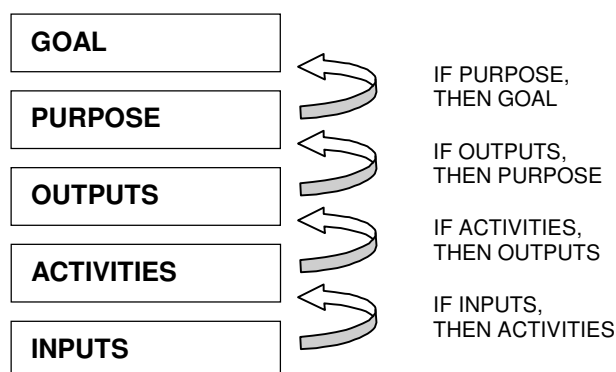 GOAL
IF PURPOSE,
THEN GOAL
PURPOSE
IF OUTPUTS,
THEN PURPOSE
OUTPUTS
IF ACTIVITIES,
THEN OUTPUTS
ACTIVITIES
IF INPUTS,
THEN ACTIVITIES
INPUTS